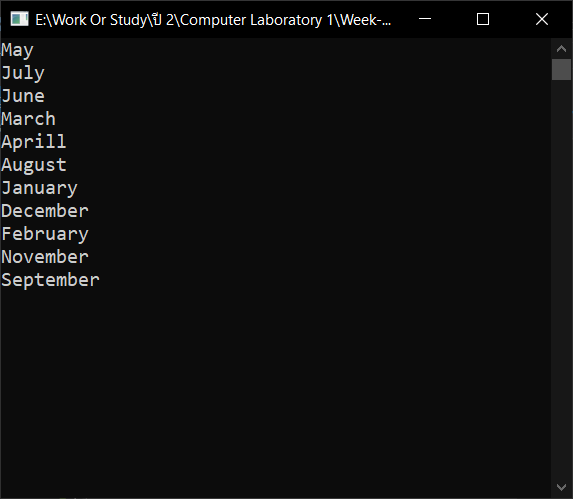 E:\Work Or Study\ปี 2\Computer Laboratory 1\Week-...
May
July
June
March
Aprill
August
January
December
February
November
September